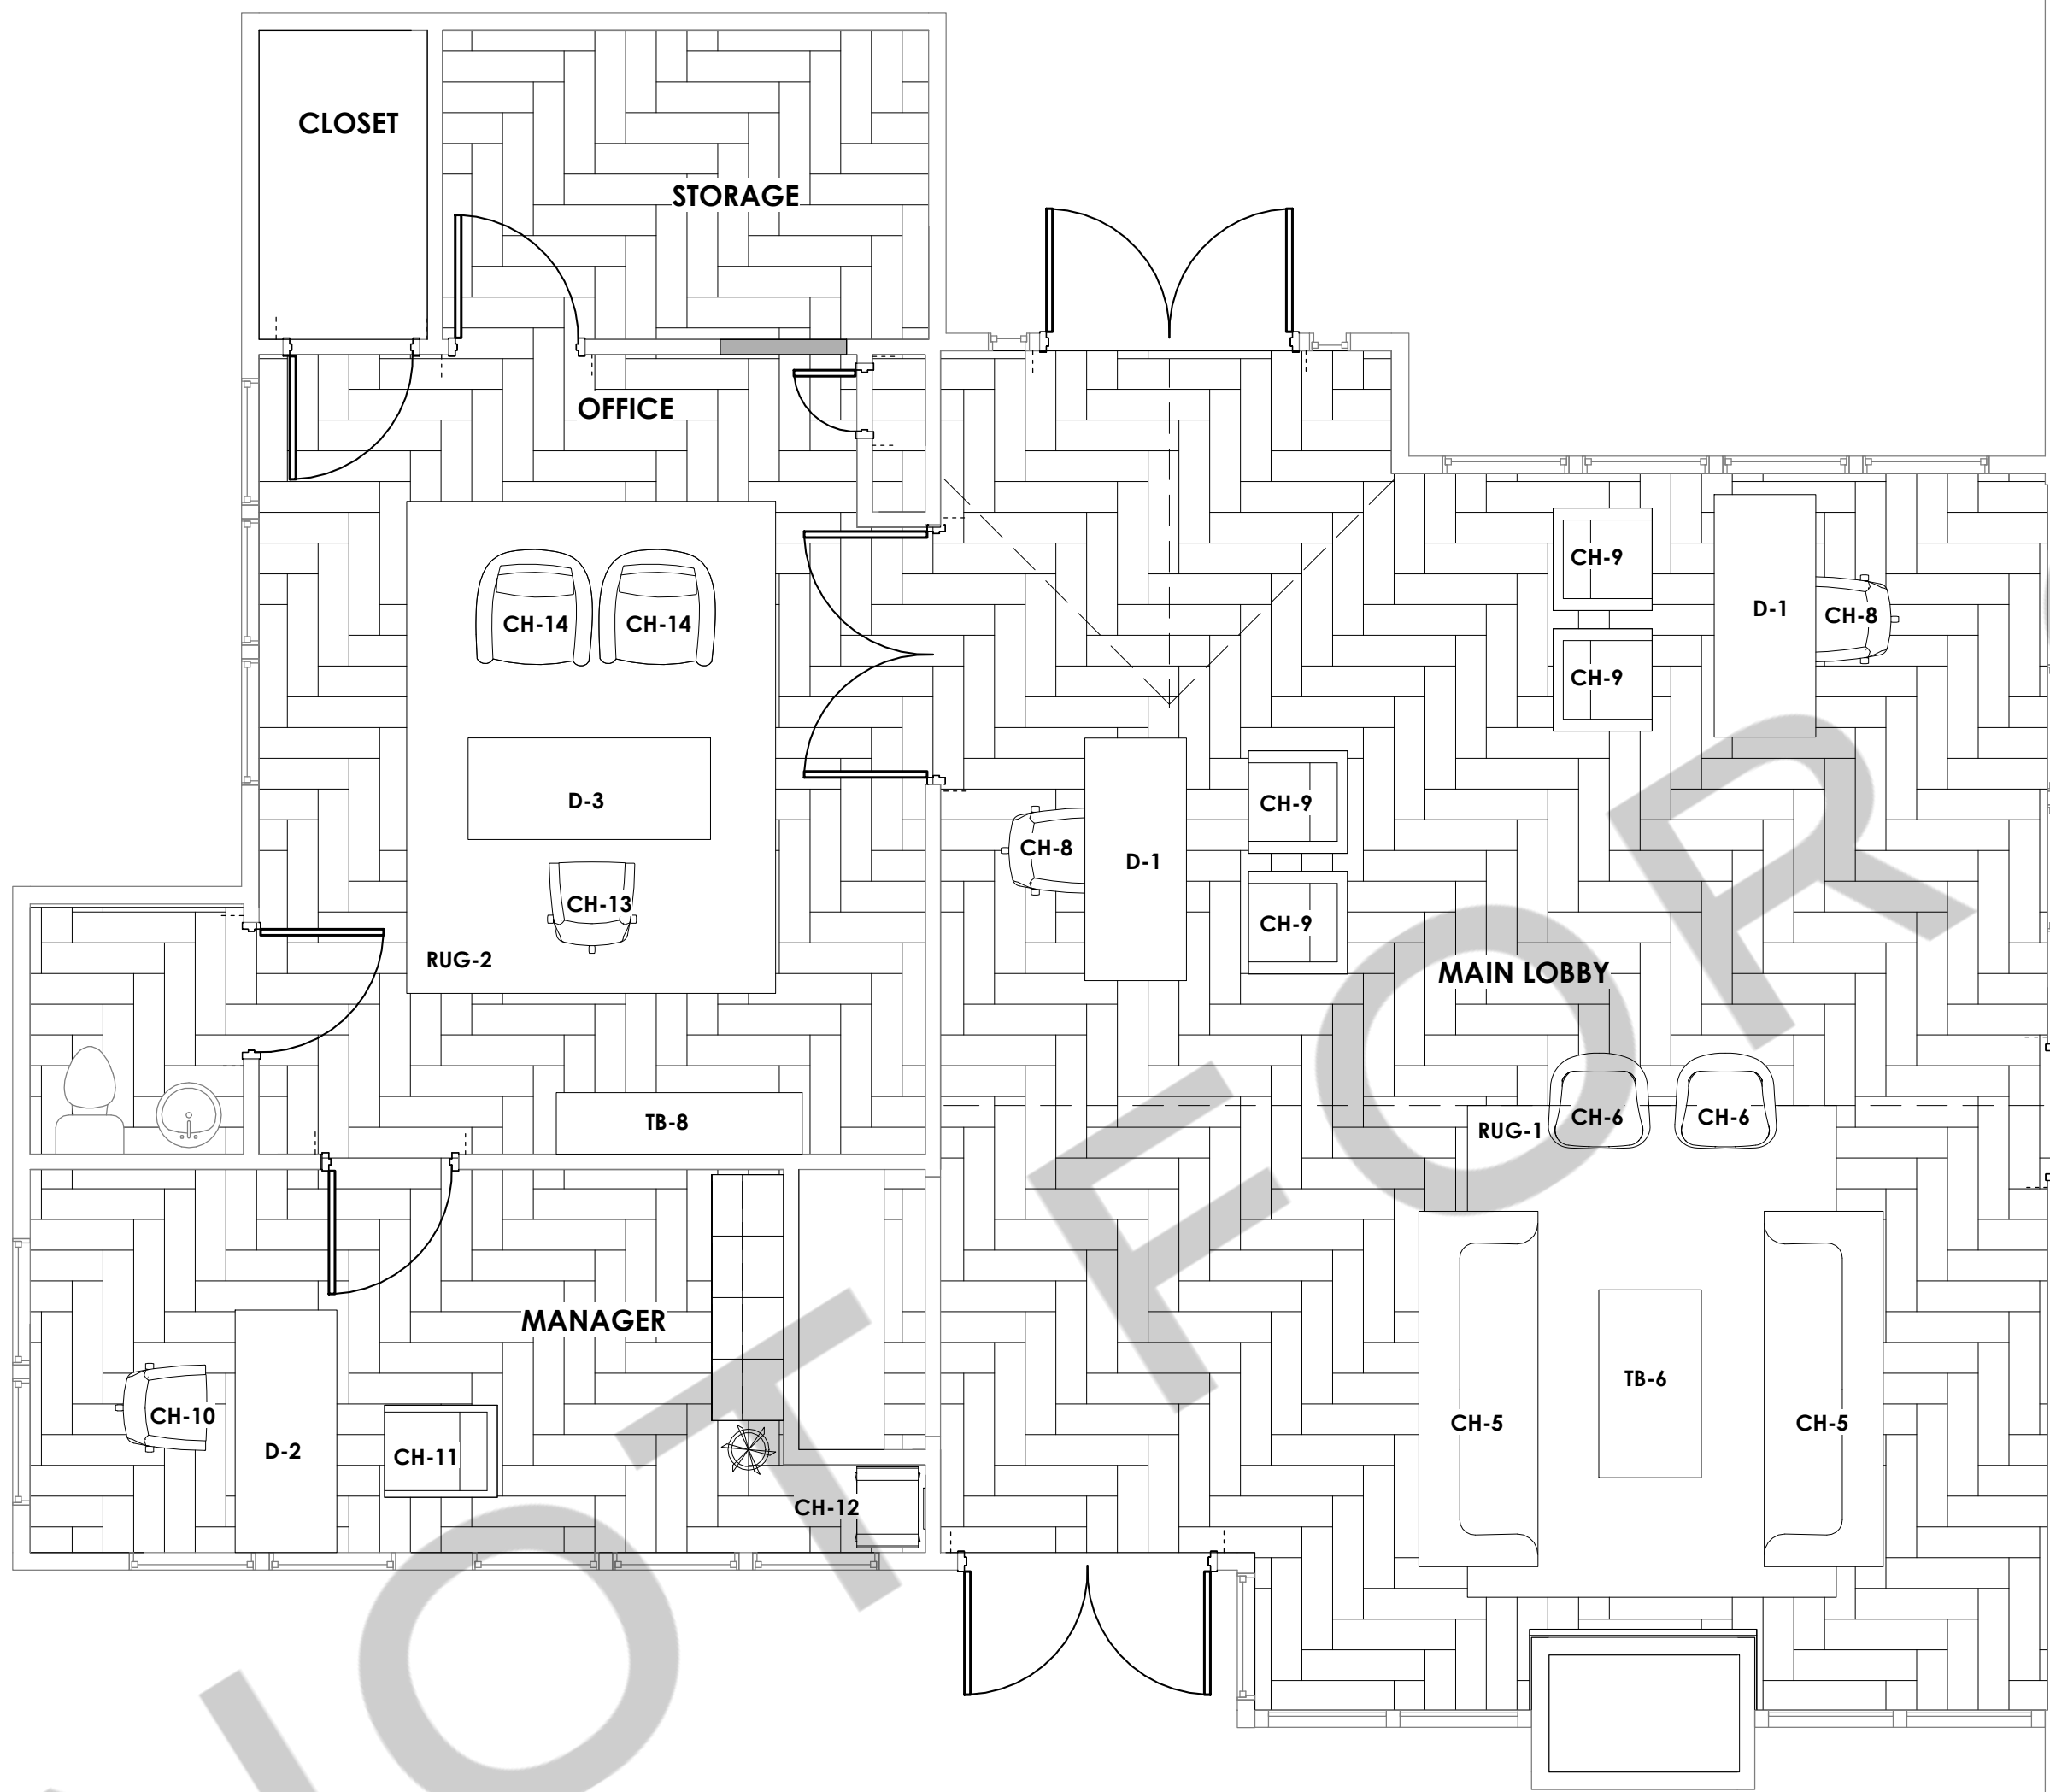 CLOSET
STORAGE
OFFICE
CH-9
D-1
CH-8
CH-14
CH-14
CH-9
D-3
CH-9
CH-8
D-1
CH-13
CH-9
RUG-2
MAIN LOBBY
TB-8
RUG-1
CH-6
CH-6
MANAGER
TB-6
CH-10
D-2
CH-11
CH-5
CH-5
CH-12
NOT FOR